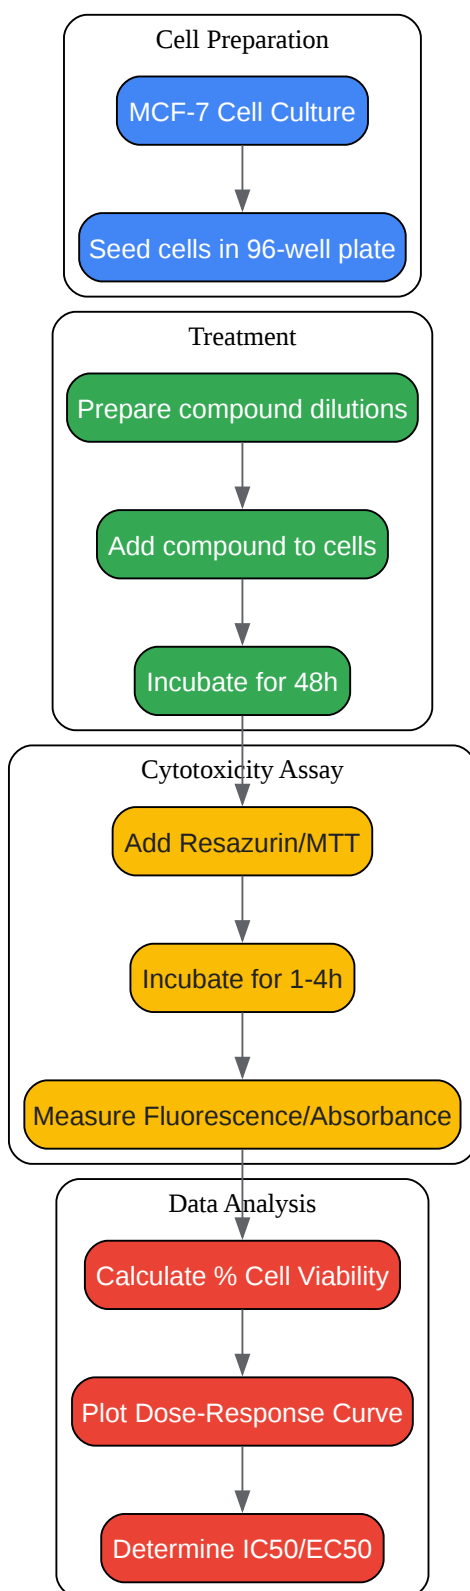 Cell Preparation
MCF-7 Cell Culture
Seed cells in 96-well plate
Treatment
Prepare compound dilutions
Add compound to cells
Incubate for 48h
Cytotoxicity Assay
Add Resazurin/MTT
Incubate for 1-4h
Measure Fluorescence/Absorbance
Data Analysis
Calculate % Cell Viability
Plot Dose-Response Curve
Determine IC50/EC50